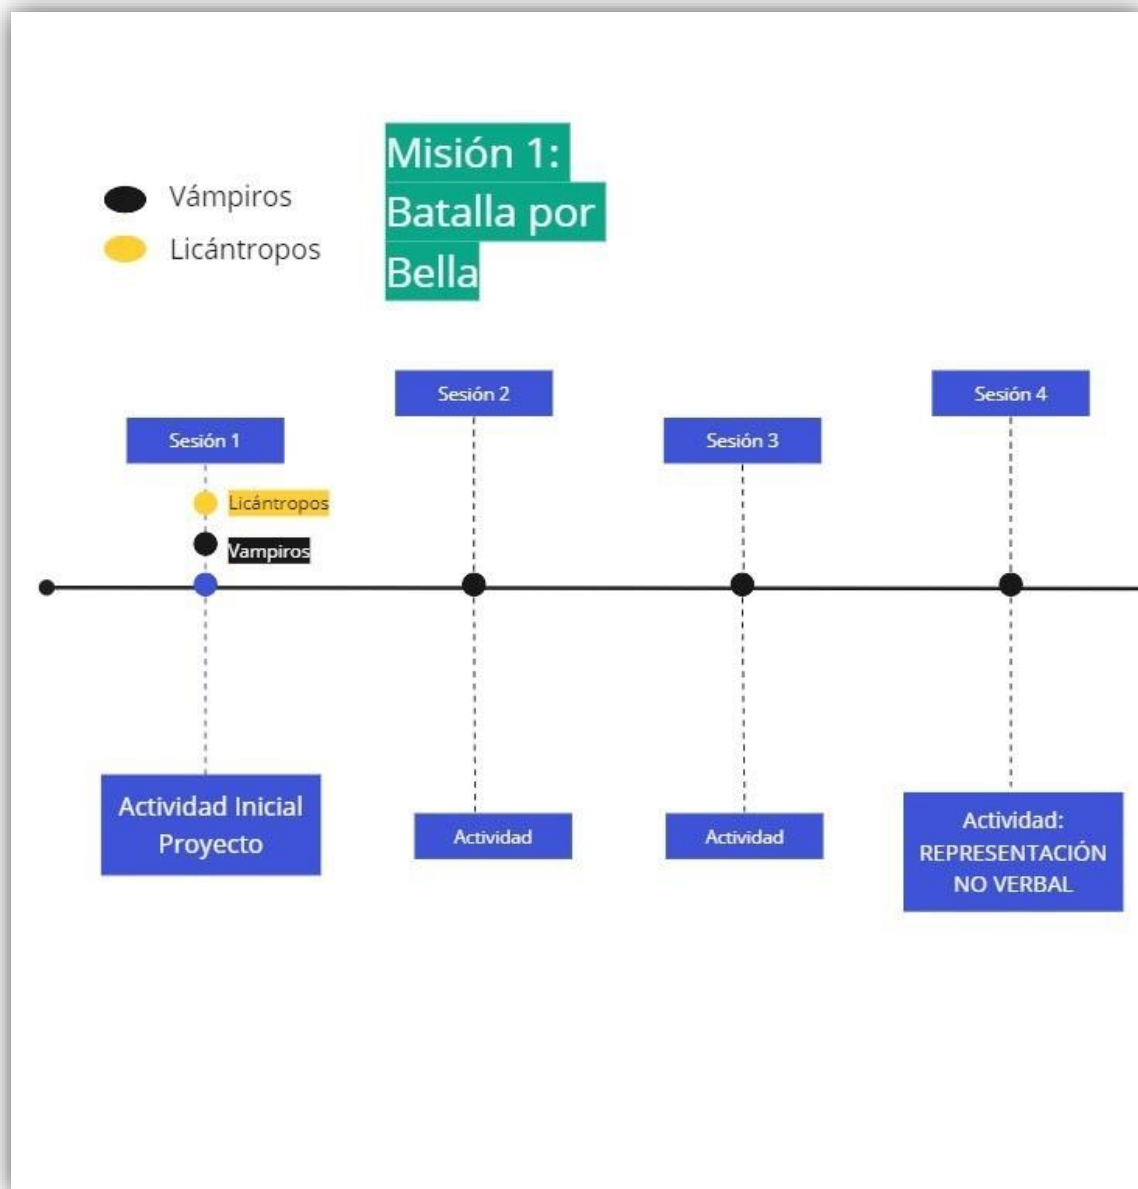 Misión 1:
Batalla por
Bella
Vámpiros
Licántropos
Sesión 1
Sesión 2
Sesión 3
Sesión 4
Licántropos
Vampiros
Actividad Inicial
Proyecto
Actividad
Actividad
Actividad:
REPRESENTACIÓN
NO VERBAL